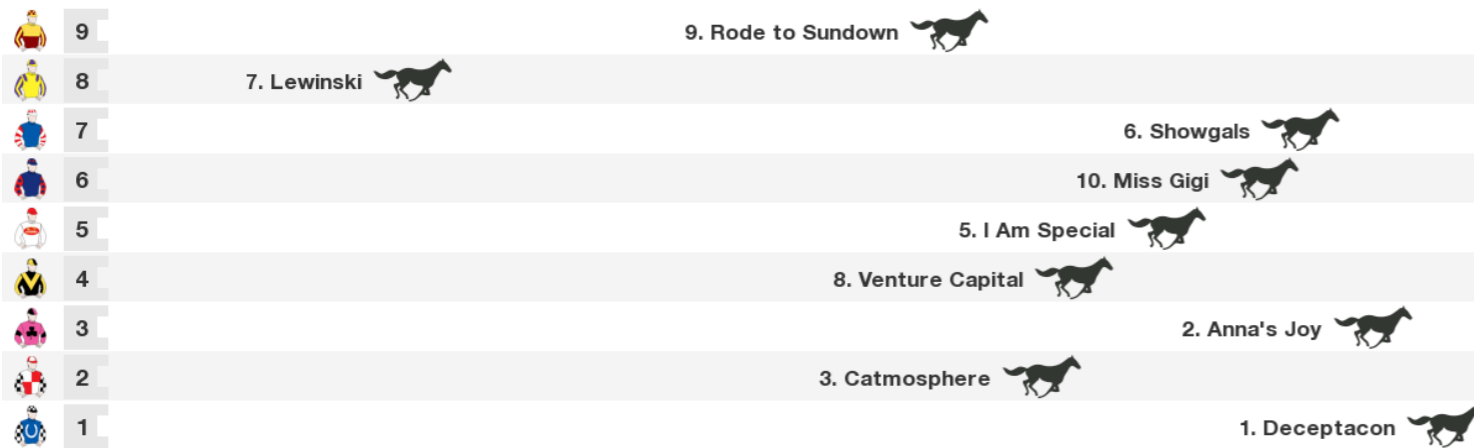 9 9. Rode to Sundown
8 7. Lewinski
7 6. Showgals
6 10. Miss Gigi
5 5. I Am Special
4 8. Venture Capital
3 2. Anna's Joy
2 3. Catmosphere
1 1. Deceptacon